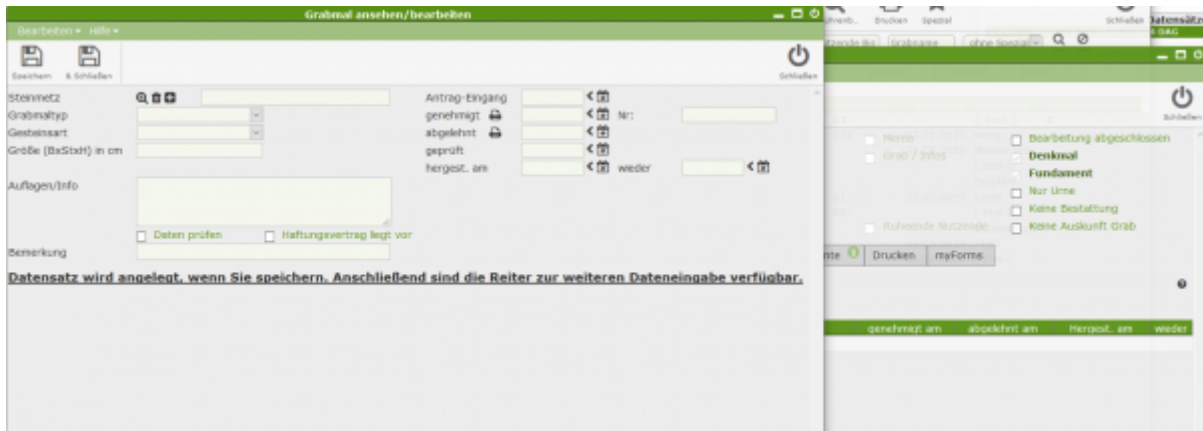 Grabmal ansehen/bearbeiten
Bearbeiten Hilfe
Speichern & Schließen Schließen
Steinmetz
Grabmaltyp
Gesteinsart
Größe (BxStxH) in cm
Auflagen/Info
Daten prüfen Haftungsvertrag liegt vor
Bemerkung
Antrag-Eingang
genehmigt Nr:
abgelehnt
geprüft
hergest. am wieder
Datensatz wird angelegt, wenn Sie speichern. Anschließend sind die Reiter zur weiteren Dateneingabe verfügbar.
Drucken Spezial Schließen
Datensätz
Grabname ohne Spezial
Schließen
Memo Bearbeitung abgeschlossen
Grab / Infos Denkmal
Fundament
Nur Urne
Keine Bestattung
Ruhende Nutzende Keine Auskunft Grab
nte Drucken myForms
genehmigt am abgelehnt am Hergest. am wieder